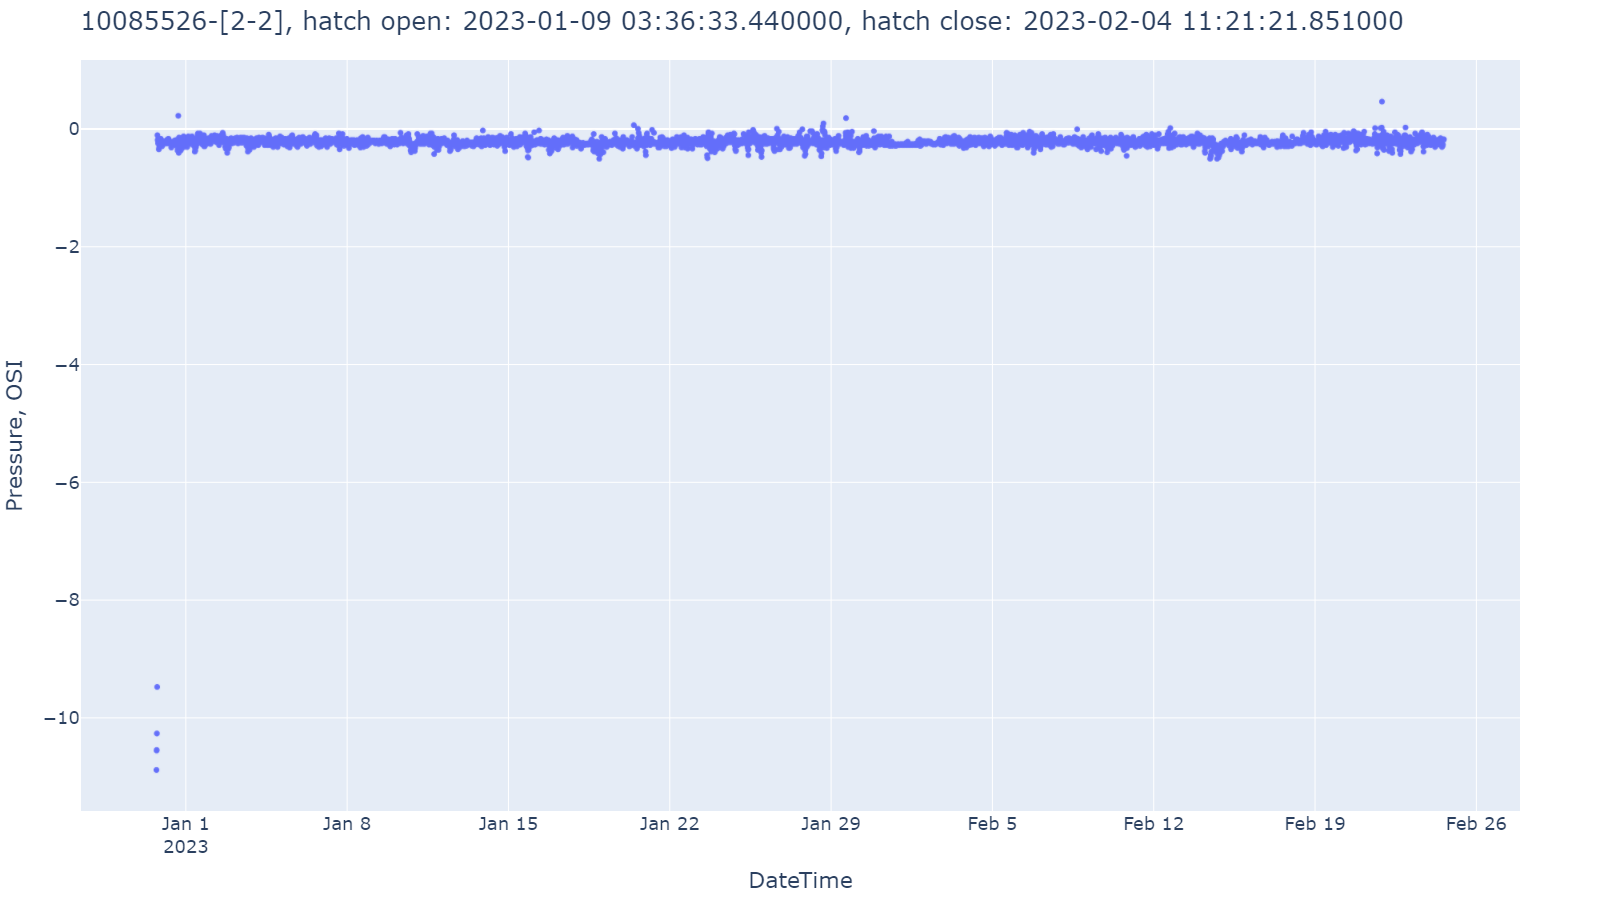 10085526-[2-2], hatch open: 2023-01-09 03:36:33.440000, hatch close: 2023-02-04 11:21:21.851000
0
−2
−4
−6
−8
−10
Pressure, OSI
Jan 1
2023
Jan 8
Jan 15
Jan 22
Jan 29
Feb 5
Feb 12
Feb 19
Feb 26
DateTime